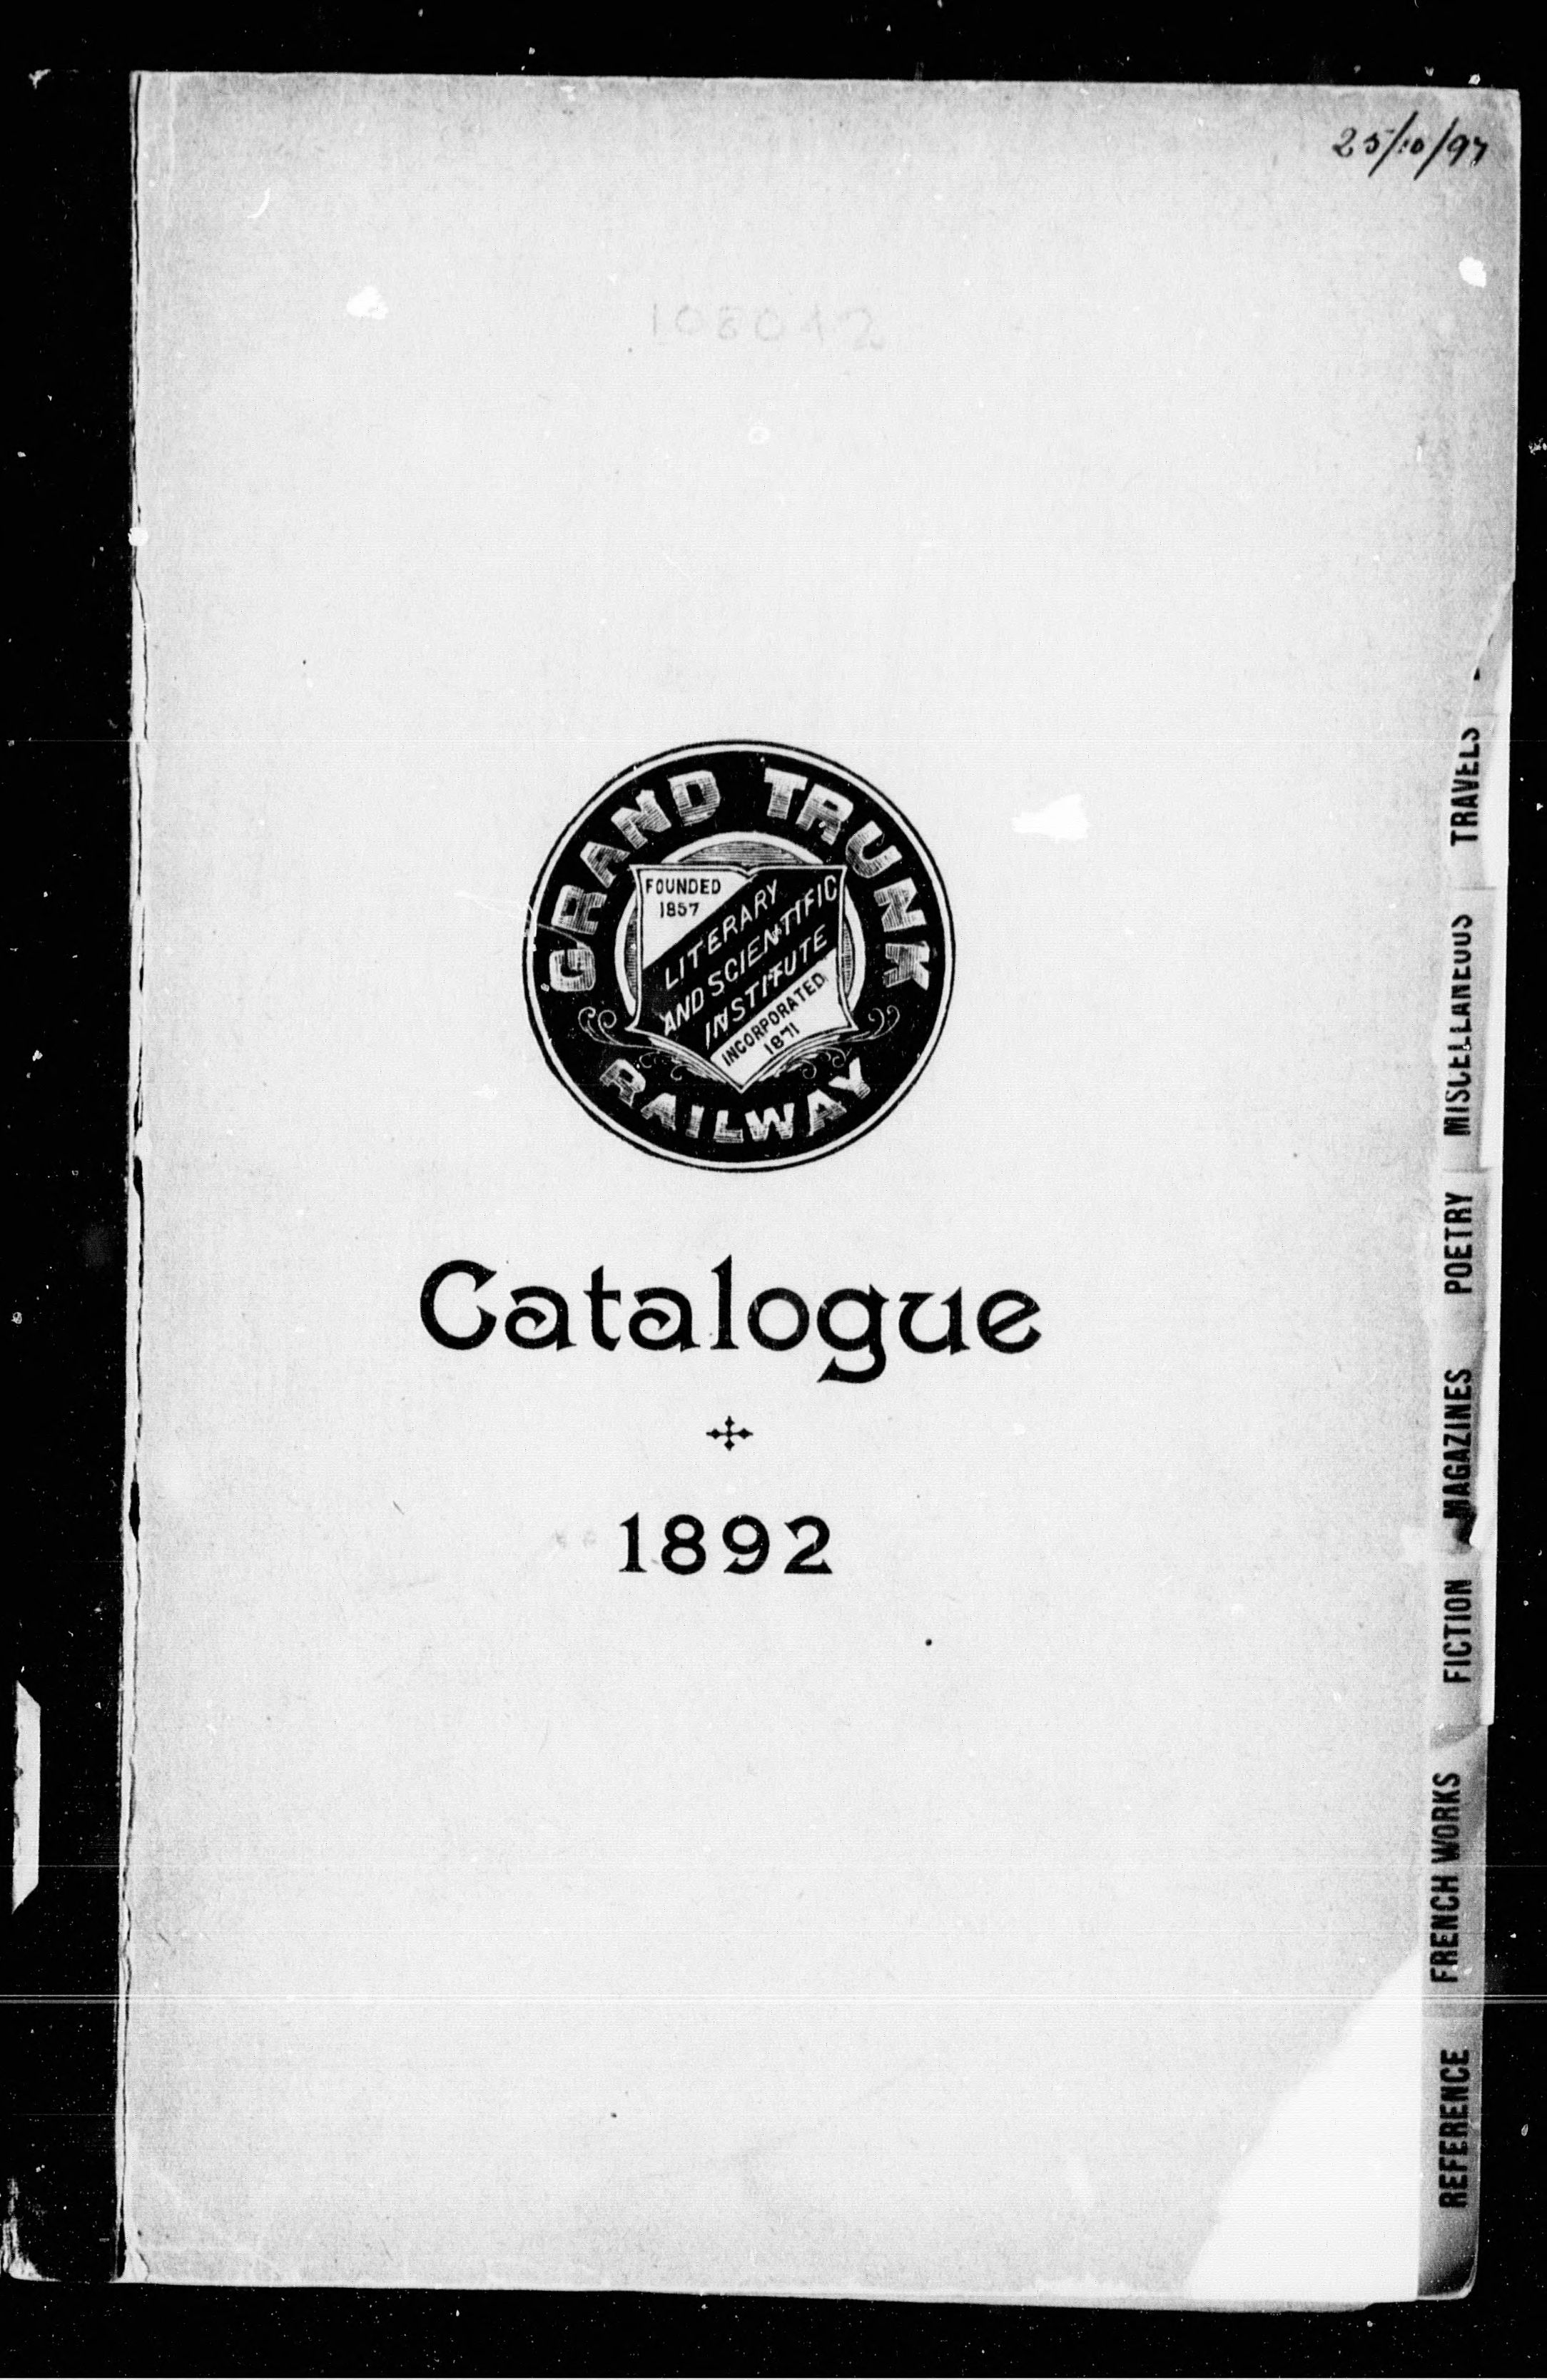 25/10/97
108042
GRAND TRUNK
FOUNDED
1857
LITERARY
AND SCIENTIFIC
INSTITUTE
INCORPORATED
1871
RAILWAY
Catalogue
1892
TRAVELS
MISCELLANEOUS
POETRY
MAGAZINES
FICTION
FRENCH WORKS
REFERENCE